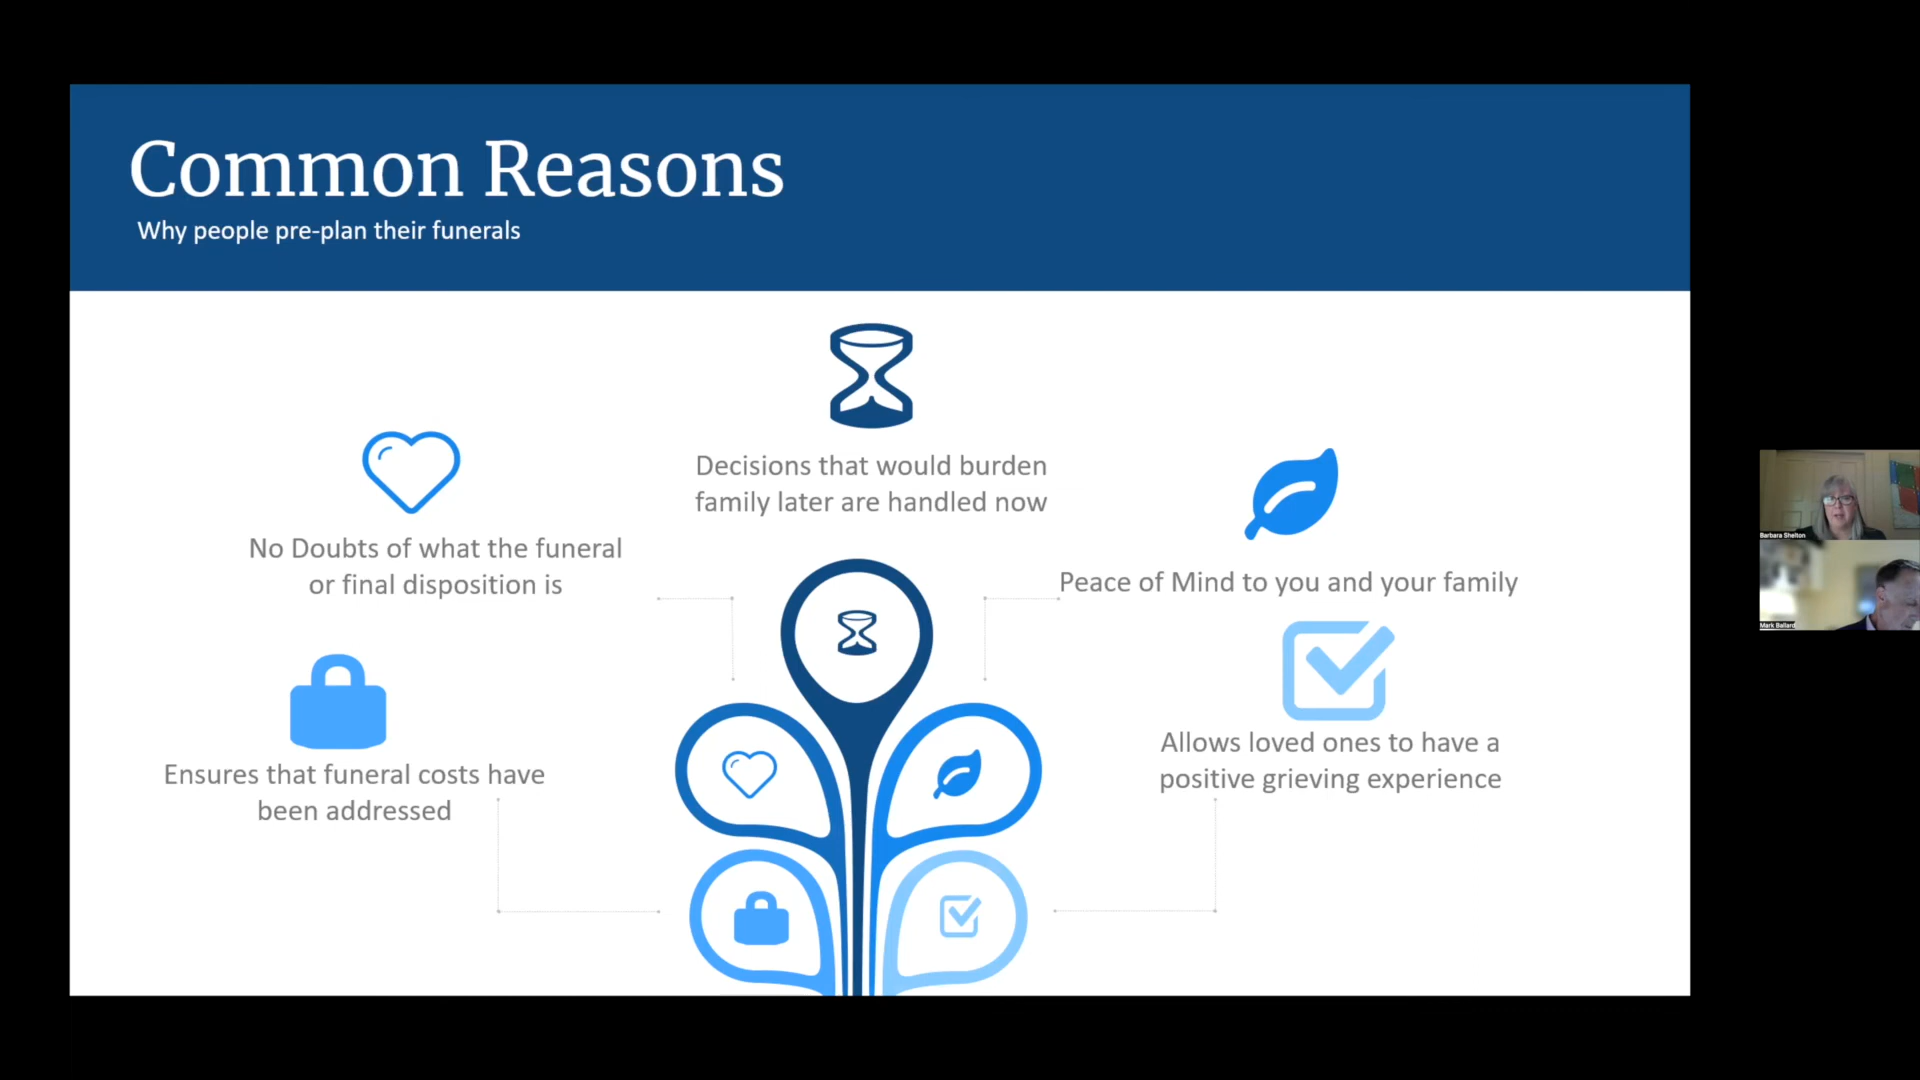 Common Reasons
Why people pre-plan their funerals
Decisions that would burden
family later are handled now
No Doubts of what the funeral
or final disposition is
Peace of Mind to you and your family
Ensures that funeral costs have
been addressed
Allows loved ones to have a
positive grieving experience
Barbara Shelton
Mark Ballard